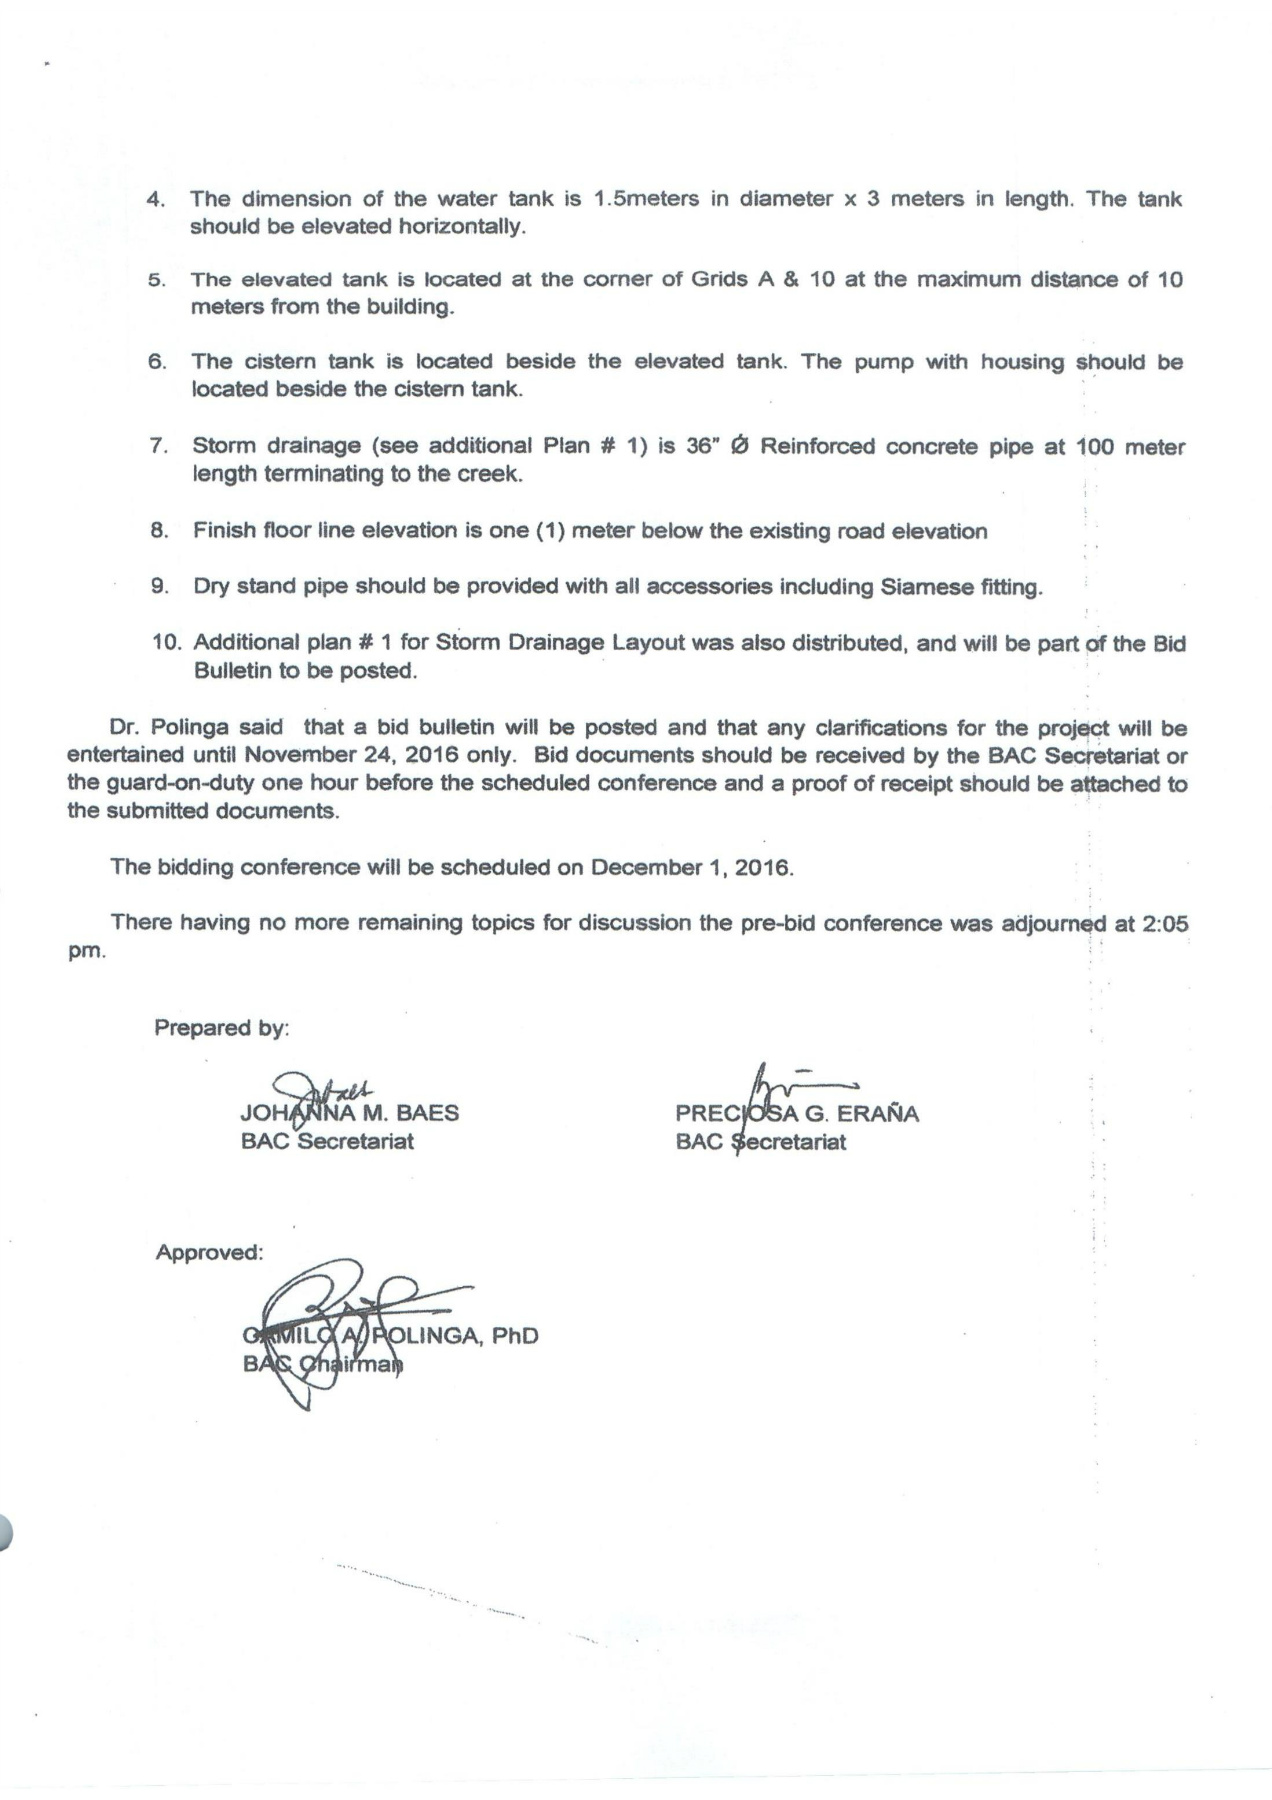 4. The dimension of the water tank is 1.5meters in diameter x 3 meters in length. The tank
should be elevated horizontally.
5. The elevated tank is located at the corner of Grids A & 10 at the maximum distance of 10
meters from the building.
6. The cistern tank is located beside the elevated tank. The pump with housing should be
located beside the cistern tank.
7. Storm drainage (see additional Plan # 1) is 36" Ø Reinforced concrete pipe at 100 meter
length terminating to the creek.
8. Finish floor line elevation is one (1) meter below the existing road elevation
9. Dry stand pipe should be provided with all accessories including Siamese fitting.
10. Additional plan # 1 for Storm Drainage Layout was also distributed, and will be part of the Bid
Bulletin to be posted.
Dr. Polinga said that a bid bulletin will be posted and that any clarifications for the project will be
entertained until November 24, 2016 only. Bid documents should be received by the BAC Secretariat or
the guard-on-duty one hour before the scheduled conference and a proof of receipt should be attached to
the submitted documents.
The bidding conference will be scheduled on December 1, 2016.
There having no more remaining topics for discussion the pre-bid conference was adjourned at 2:05
pm.
Prepared by:
JOHANNA M. BAES
BAC Secretariat
PRECIOSA G. ERAÑA
BAC Secretariat
Approved:
CAMILO A. POLINGA, PhD
BAC Chairman